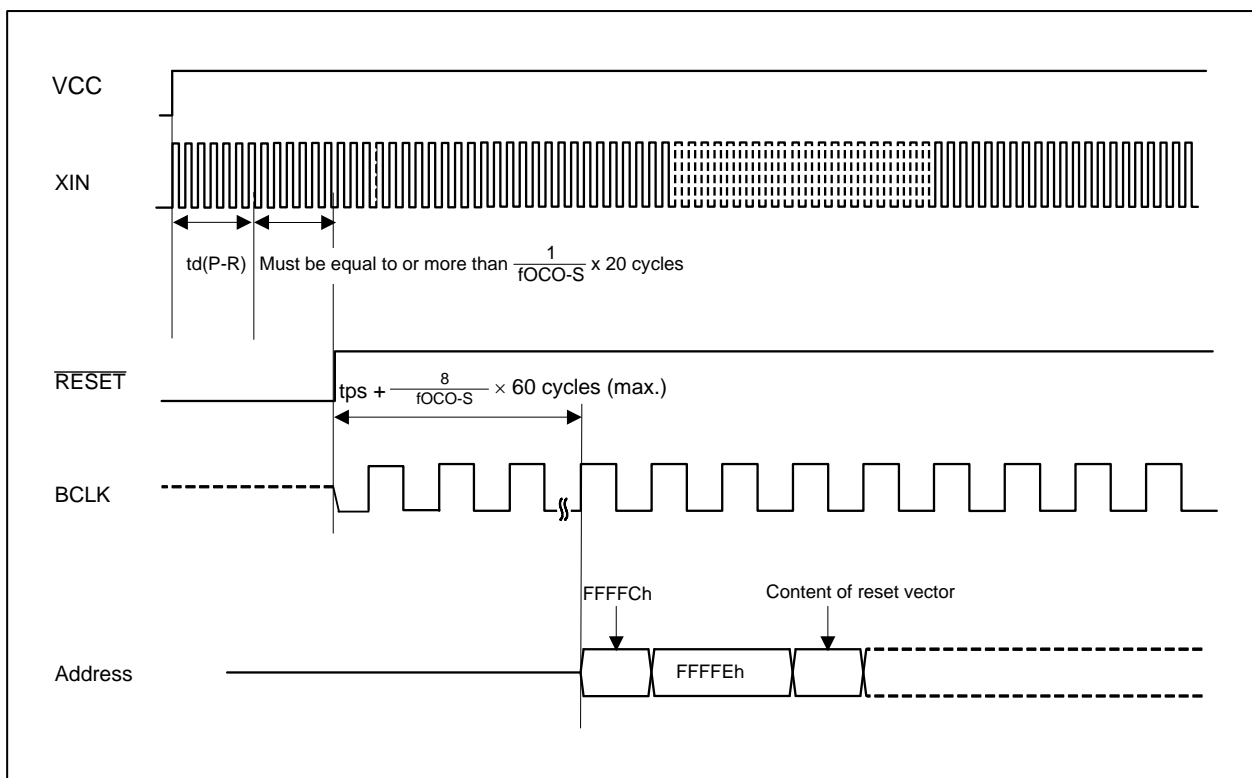 VCC
XIN
td(P-R) Must be equal to or more than 1/fOCO-S x 20 cycles
RESET
tps + 8/fOCO-S × 60 cycles (max.)
BCLK
FFFFCh Content of reset vector
Address FFFFEh